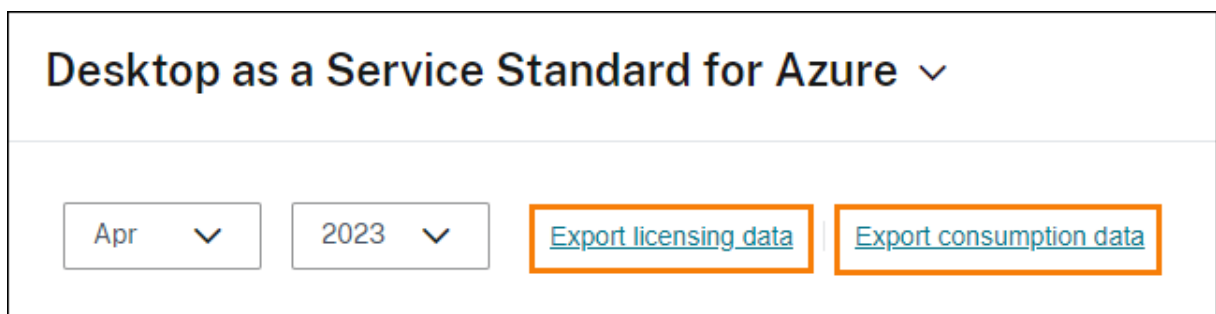 Desktop as a Service Standard for Azure
Apr 2023 Export licensing data Export consumption data